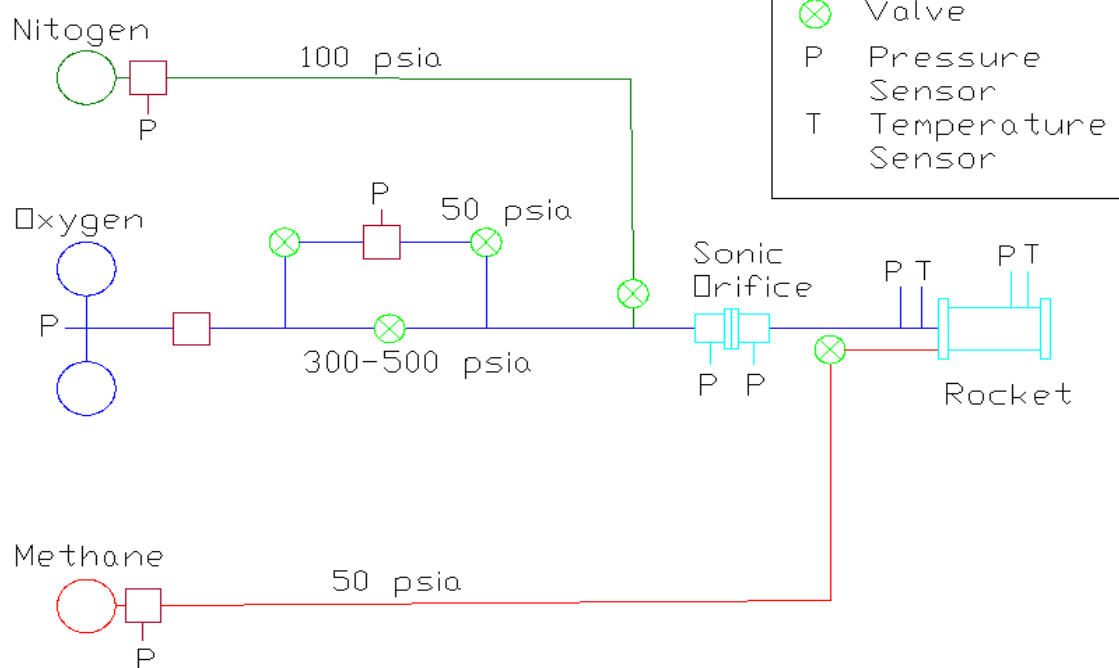 Nitogen
100 psia
P
Valve
P Pressure
Sensor
T Temperature
Sensor
Oxygen
P
50 psia
P
300-500 psia
Sonic
Orifice
P P
P T
P T
Rocket
Methane
50 psia
P